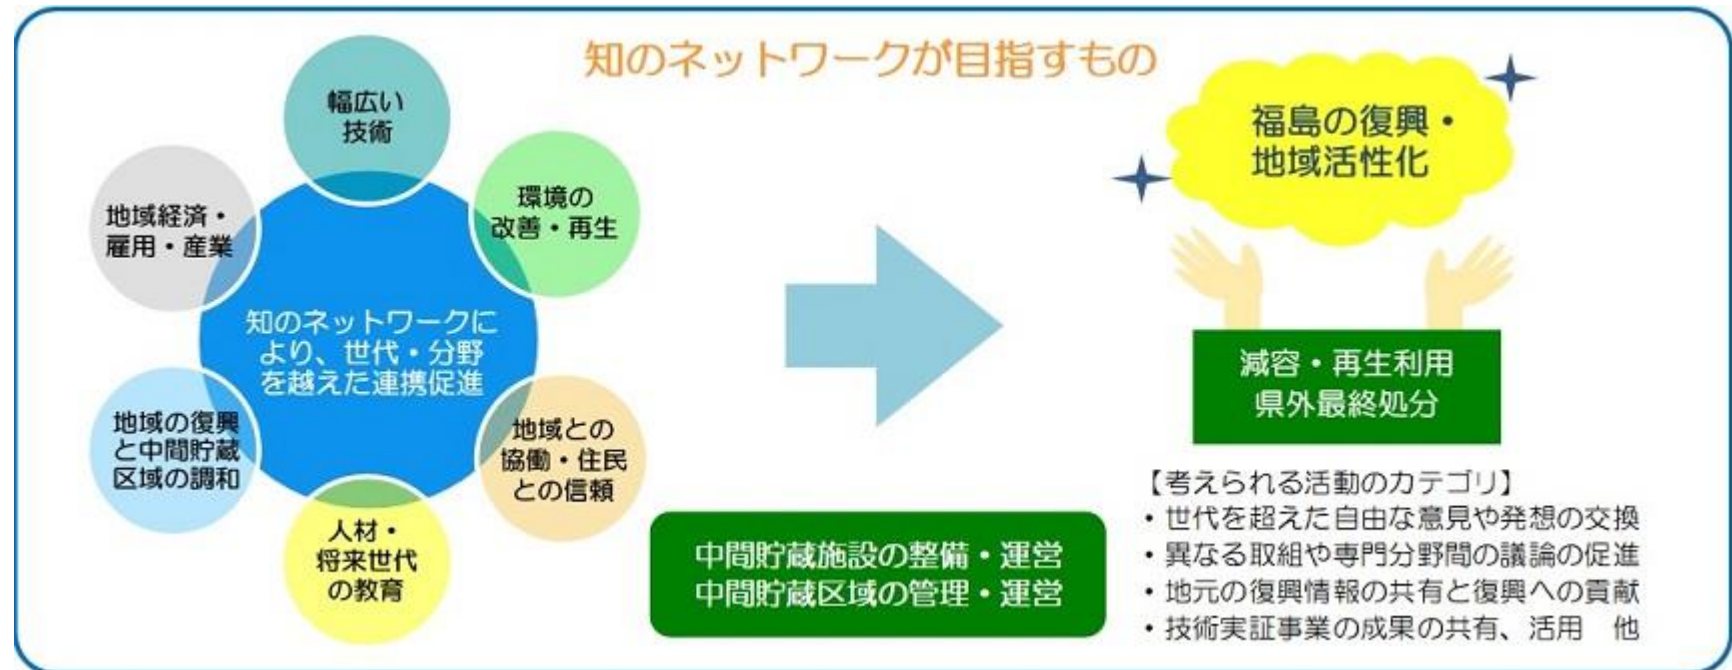 知のネットワークが目指すもの
幅広い
技術
環境の
改善・再生
地域との
協働・住民
との信頼
人材・
将来世代
の教育
地域の復興
と中間貯蔵
区域の調和
地域経済・
雇用・産業
知のネットワークに
より、世代・分野
を越えた連携促進
中間貯蔵施設の整備・運営
中間貯蔵区域の管理・運営
福島の復興・
地域活性化
減容・再生利用
県外最終処分
【考えられる活動のカテゴリ】
・世代を超えた自由な意見や発想の交換
・異なる取組や専門分野間の議論の促進
・地元の復興情報の共有と復興への貢献
・技術実証事業の成果の共有、活用　他